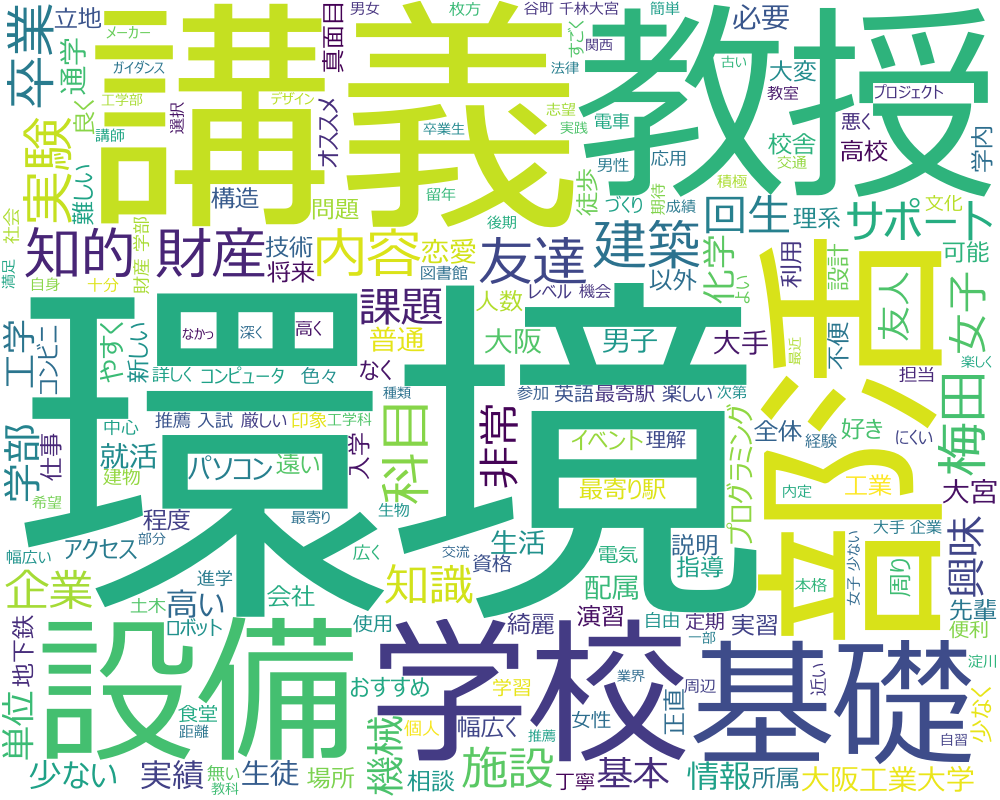 卒業
立地
メーカー
ガイダンス
工学部
通学
良く
講師
講義
デザイン
選択
真面目
男女
オススメ
枚方
卒業生
谷町 千林大宮
すごく
関西
簡単
法律
志望
実践
電車
必要
古い
大変
教室
プロジェクト
校舎
交通
悪く
高校
学内
教授
実験
難しい
構造
問題
留年
男性
応用
徒歩
づくり
期待
積極
成績
回生
理系
サポート
文化
社会
満足
知的 財産
自身
十分
財産 学部
技術
将来
内容
恋愛
図書館
後期
友達
建築
以外
化学
よい
利用
設計
可能
工学
コンビニ
やすく
新しい
なかっ
深く
高く
詳しく
コンピュータ
色々
課題
普通
なく
人数
レベル 機会
大阪
男子
大手
最近
不便
友人
女子
楽しく
担当
環境
部活
種類
参加
英語
最寄駅
楽しい
次第
推薦 入試
厳しい
印象
工学科
中心
学部
仕事
就活
建物
パソコン
遠い
入学
科目
非常
イベント
理解
プログラミング
全体
経験
好き
にくい
梅田
最寄り駅
希望
程度
最寄り
生物
内定
工業
大宮
幅広い
アクセス
部分
広く
交流
資格
生活
電気
説明
指導
大手 企業
女子 少ない
本格
周り
興味
企業
土木
進学
高い
ロボット
会社
使用
知識
綺麗
配属
演習
自由
定期
一部
実習
先輩
便利
地下鉄
単位
設備
食堂
距離
おすすめ
学習
学校
業界
周辺
基礎
近い
淀川
少なく
自習
個人
幅広く
機械
推薦
女性
正直
少ない
実績
無い
教科
生徒
場所
相談
施設
丁寧
基本
情報
所属
大阪工業大学